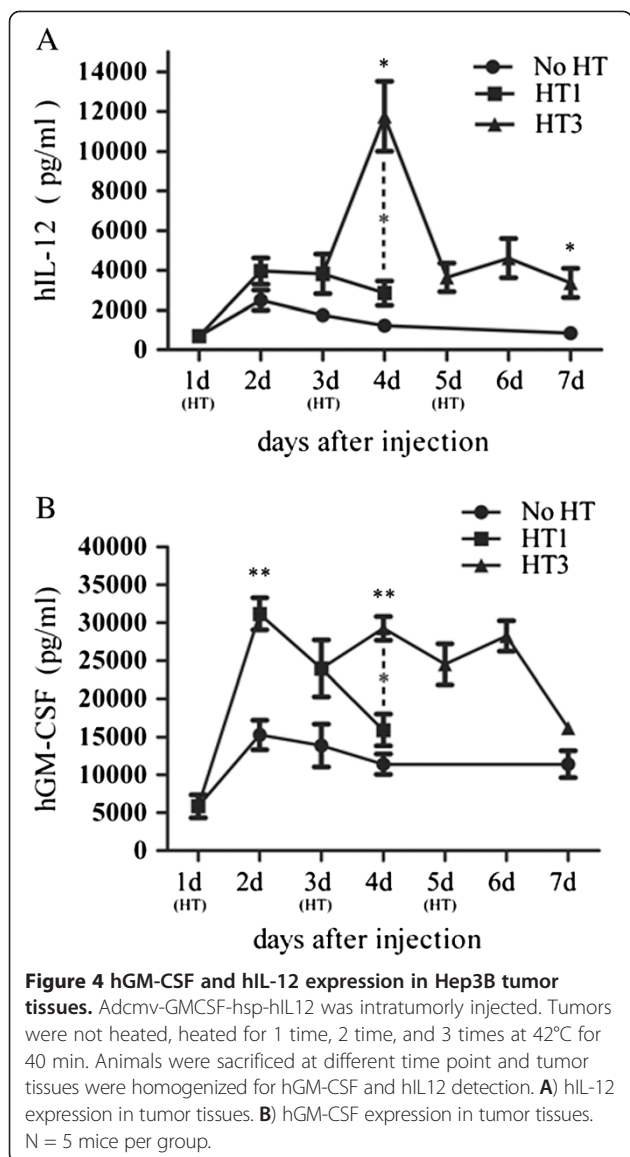 A
14000
12000
10000
8000
6000
4000
2000
0
hIL-12 ( pg/ml)
No HT
HT1
HT3
*
*
*
1d 2d 3d 4d 5d 6d 7d
(HT) (HT) (HT)
days after injection
B
40000
35000
30000
25000
20000
15000
10000
5000
0
hGM-CSF (pg/ml)
No HT
HT1
HT3
** **
*
1d 2d 3d 4d 5d 6d 7d
(HT) (HT) (HT)
days after injection
Figure 4 hGM-CSF and hIL-12 expression in Hep3B tumor
tissues. Adcmv-GMCSF-hsp-hIL12 was intratumorly injected. Tumors
were not heated, heated for 1 time, 2 time, and 3 times at 42°C for
40 min. Animals were sacrificed at different time point and tumor
tissues were homogenized for hGM-CSF and hIL12 detection. A) hIL-12
expression in tumor tissues. B) hGM-CSF expression in tumor tissues.
N = 5 mice per group.